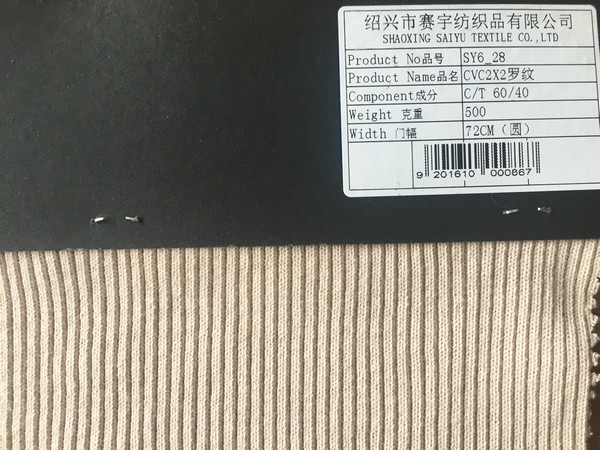 绍兴市赛宇纺织品有限公司
SHAOXING SAIYU TEXTILE CO.,LTD
Product No品号 SY6_28
Product Name品名 CVC2X2罗纹
Component成分 C/T 60/40
Weight 克重 500
Width 门幅 72CM（圆）
9 201610 000867